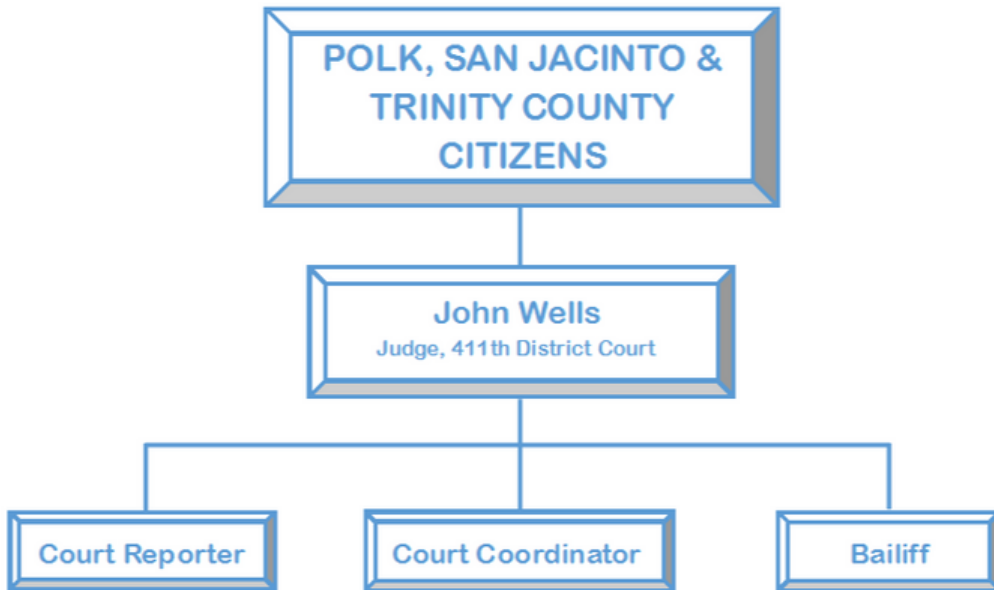 POLK, SAN JACINTO &
TRINITY COUNTY
CITIZENS
John Wells
Judge, 411th District Court
Court Reporter
Court Coordinator
Bailiff